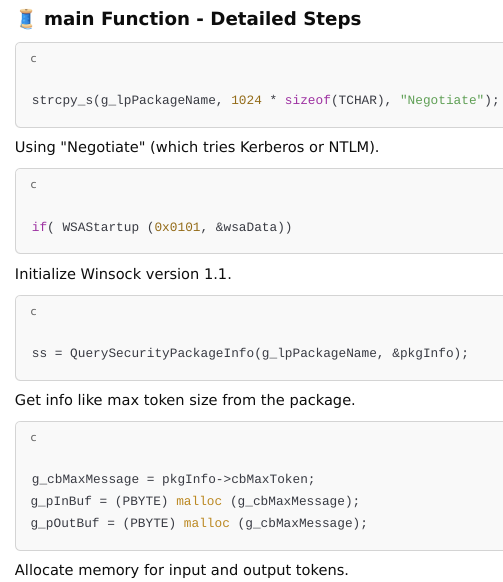 🧵 main Function - Detailed Steps
c
strcpy_s(g_lpPackageName, 1024 * sizeof(TCHAR), "Negotiate");
Using "Negotiate" (which tries Kerberos or NTLM).
c
if( WSAStartup (0x0101, &wsaData))
Initialize Winsock version 1.1.
c
ss = QuerySecurityPackageInfo(g_lpPackageName, &pkgInfo);
Get info like max token size from the package.
c
g_cbMaxMessage = pkgInfo->cbMaxToken;
g_pInBuf = (PBYTE) malloc (g_cbMaxMessage);
g_pOutBuf = (PBYTE) malloc (g_cbMaxMessage);
Allocate memory for input and output tokens.